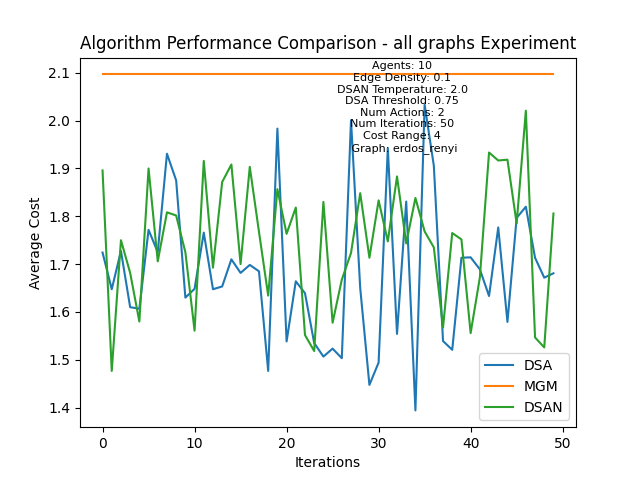 Algorithm Performance Comparison - all graphs Experiment
Agents: 10
Edge Density: 0.1
DSAN Temperature: 2.0
DSA Threshold: 0.75
Num Actions: 2
Num Iterations: 50
Cost Range: 4
Graph: erdos_renyi
Average Cost
2.1
2.0
1.9
1.8
1.7
1.6
1.5
1.4
0
10
20
30
40
50
Iterations
DSA
MGM
DSAN